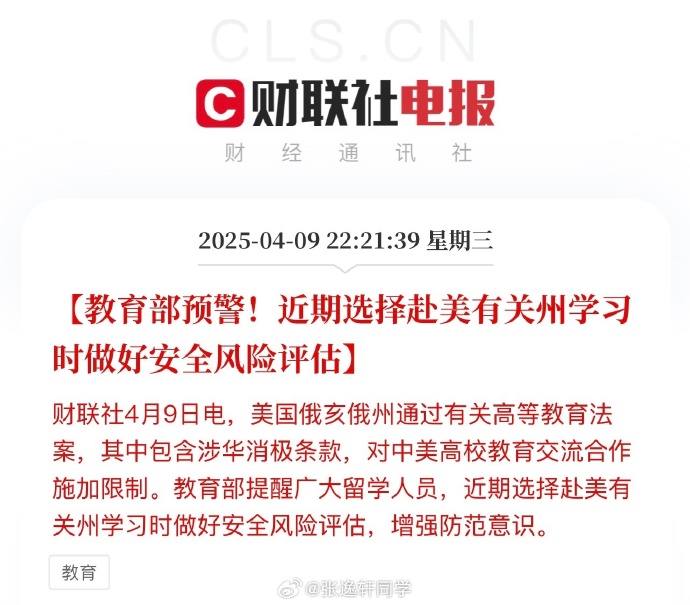 CLS.CN
C 财联社电报
财经通讯社
2025-04-09 22:21:39 星期三
【教育部预警！近期选择赴美有关州学习
时做好安全风险评估】
财联社4月9日电，美国俄亥俄州通过有关高等教育法
案，其中包含涉华消极条款，对中美高校教育交流合作
施加限制。教育部提醒广大留学人员，近期选择赴美有
关州学习时做好安全风险评估，增强防范意识。
教育
@张逸轩同学